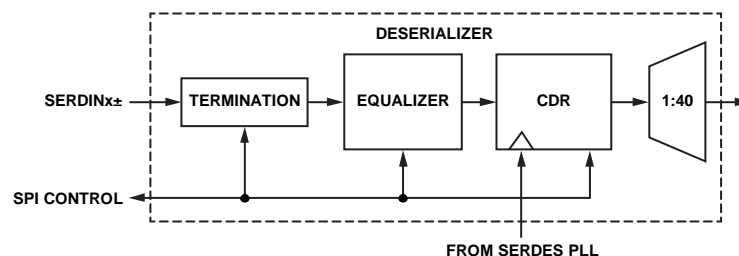 DESERIALIZER
SERDINx±
TERMINATION
EQUALIZER
CDR
1:40
SPI CONTROL
FROM SERDES PLL